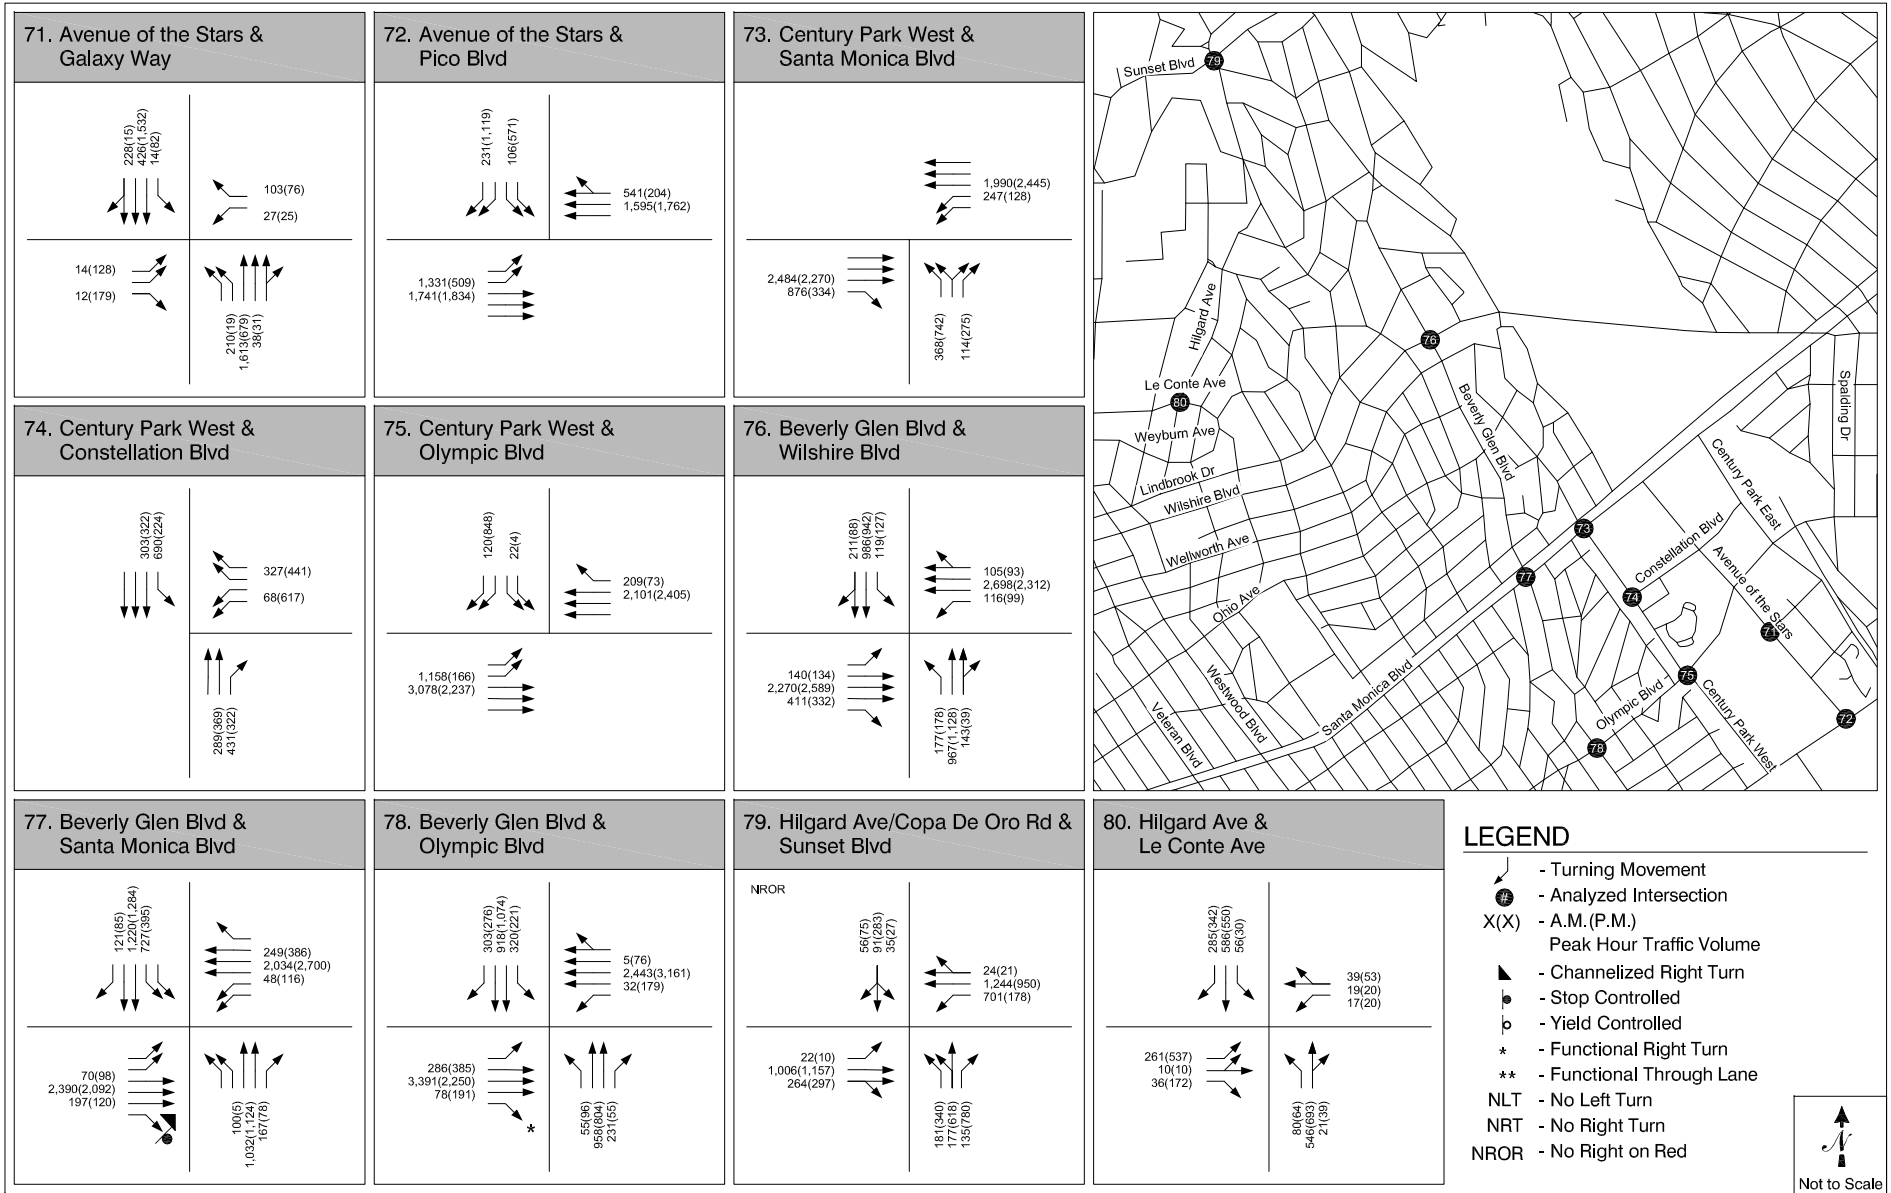 71. Avenue of the Stars &
Galaxy Way
228(15)
426(1,532)
14(82)
103(76)
27(25)
14(128)
12(179)
210(19)
1,613(679)
38(31)
72. Avenue of the Stars &
Pico Blvd
231(1,119)
106(571)
541(204)
1,595(1,762)
1,331(509)
1,741(1,834)
73. Century Park West &
Santa Monica Blvd
1,990(2,445)
247(128)
2,484(2,270)
876(334)
368(742)
114(275)
74. Century Park West &
Constellation Blvd
303(322)
690(224)
327(441)
68(617)
289(369)
431(322)
75. Century Park West &
Olympic Blvd
120(848)
22(4)
209(73)
2,101(2,405)
1,158(166)
3,078(2,237)
76. Beverly Glen Blvd &
Wilshire Blvd
211(88)
986(942)
119(127)
105(93)
2,698(2,312)
116(99)
140(134)
2,270(2,589)
411(332)
177(178)
967(1,128)
143(39)
77. Beverly Glen Blvd &
Santa Monica Blvd
121(85)
1,220(1,284)
727(395)
249(386)
2,034(2,700)
48(116)
70(98)
2,390(2,092)
197(120)
100(5)
1,032(1,124)
167(78)
78. Beverly Glen Blvd &
Olympic Blvd
303(276)
918(1,074)
320(221)
5(76)
2,443(3,161)
32(179)
286(385)
3,391(2,250)
78(191)
*
55(96)
958(804)
231(55)
79. Hilgard Ave/Copa De Oro Rd &
Sunset Blvd
NROR
56(75)
91(283)
35(27)
24(21)
1,244(950)
701(178)
22(10)
1,006(1,157)
264(297)
181(340)
177(618)
135(780)
80. Hilgard Ave &
Le Conte Ave
285(342)
586(550)
56(30)
39(53)
19(20)
17(20)
261(537)
10(10)
36(172)
80(64)
546(693)
21(39)
Sunset Blvd
79
Hilgard Ave
76
Le Conte Ave
80
Weyburn Ave
Beverly Glen Blvd
Spalding Dr
Lindbrook Dr
Wilshire Blvd
Century Park East
Wellworth Ave
73
Constellation Blvd
Avenue of the Stars
77
74
Ohio Ave
71
75
Westwood Blvd
Veteran Blvd
Santa Monica Blvd
Olympic Blvd
Century Park West
72
78
LEGEND
- Turning Movement
# - Analyzed Intersection
X(X) - A.M.(P.M.)
Peak Hour Traffic Volume
- Channelized Right Turn
- Stop Controlled
- Yield Controlled
* - Functional Right Turn
** - Functional Through Lane
NLT - No Left Turn
NRT - No Right Turn
NROR - No Right on Red
N
Not to Scale